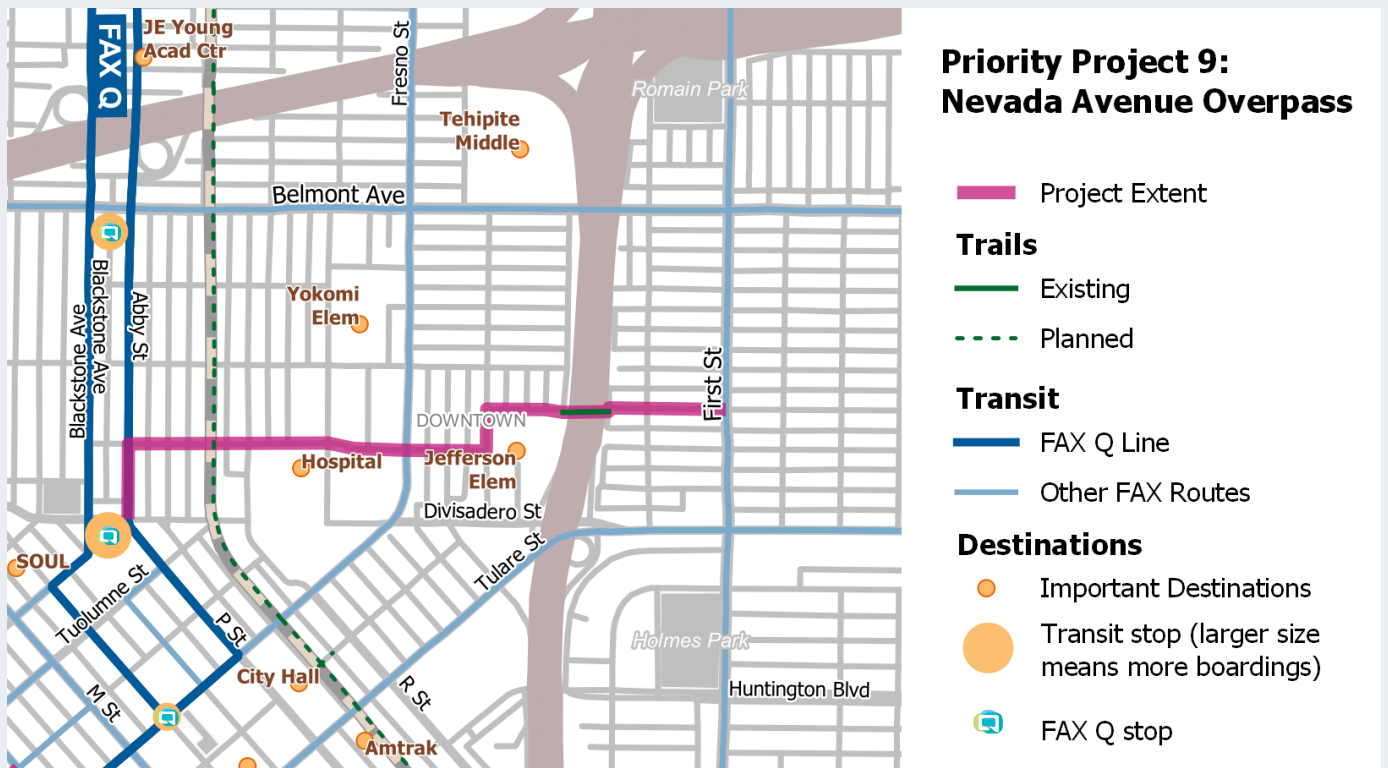 FAX Q
JE Young
Acad Ctr
Fresno St
Romain Park
Tehipite
Middle
Belmont Ave
Blackstone Ave
Blackstone Ave
Abby St
Yokomi
Elem
First St
DOWNTOWN
Hospital
Jefferson
Elem
Divisadero St
Tulare St
SOUL
Tuolumne St
P St
Holmes Park
City Hall
M St
R St
Huntington Blvd
Amtrak
Priority Project 9:
Nevada Avenue Overpass
Project Extent
Trails
Existing
Planned
Transit
FAX Q Line
Other FAX Routes
Destinations
Important Destinations
Transit stop (larger size
means more boardings)
FAX Q stop